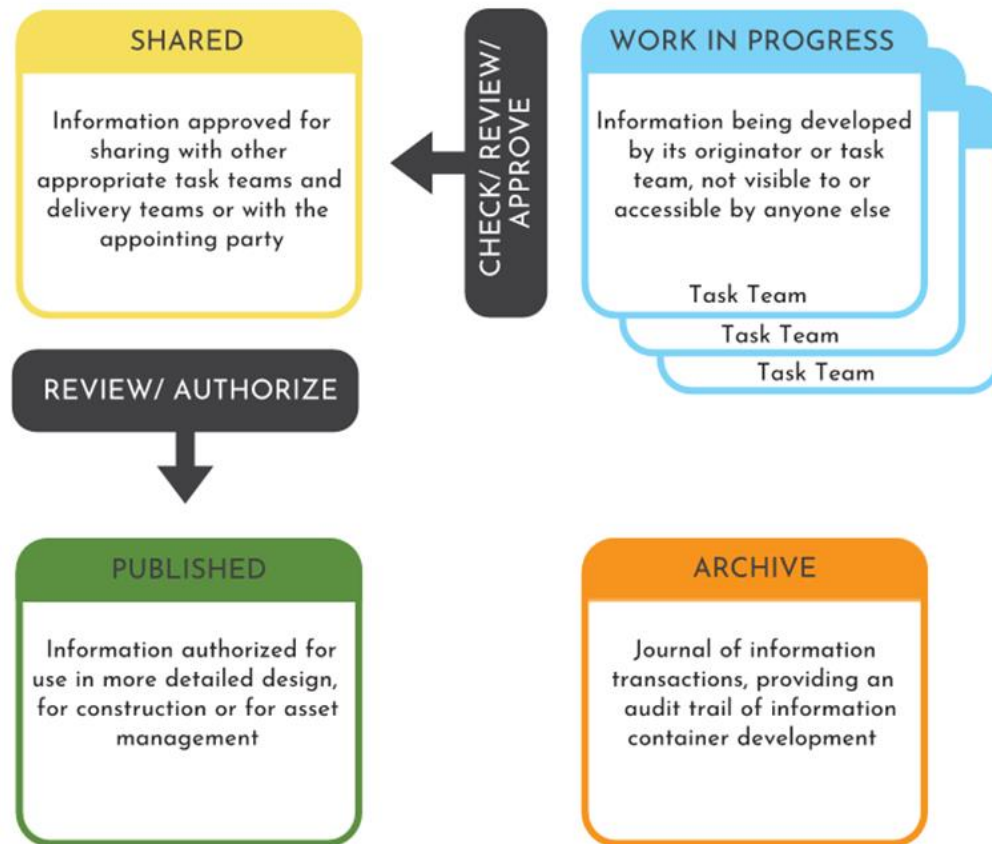 SHARED
Information approved for
sharing with other
appropriate task teams and
delivery teams or with the
appointing party
CHECK/ REVIEW/
APPROVE
WORK IN PROGRESS
Information being developed
by its originator or task
team, not visible to or
accessible by anyone else
Task Team
Task Team
Task Team
REVIEW/ AUTHORIZE
PUBLISHED
Information authorized for
use in more detailed design,
for construction or for asset
management
ARCHIVE
Journal of information
transactions, providing an
audit trail of information
container development